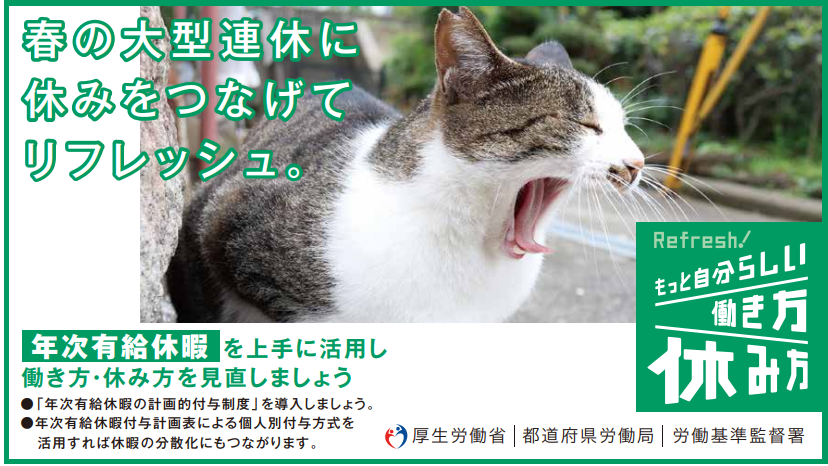 春の大型連休に
休みをつなげて
リフレッシュ。
Refresh!
もっと自分らしい
働き方
休み方
年次有給休暇 を上手に活用し
働き方・休み方を見直しましょう
●「年次有給休暇の計画的付与制度」を導入しましょう。
●年次有給休暇付与計画表による個人別付与方式を
活用すれば休暇の分散化にもつながります。
厚生労働省 | 都道府県労働局 | 労働基準監督署